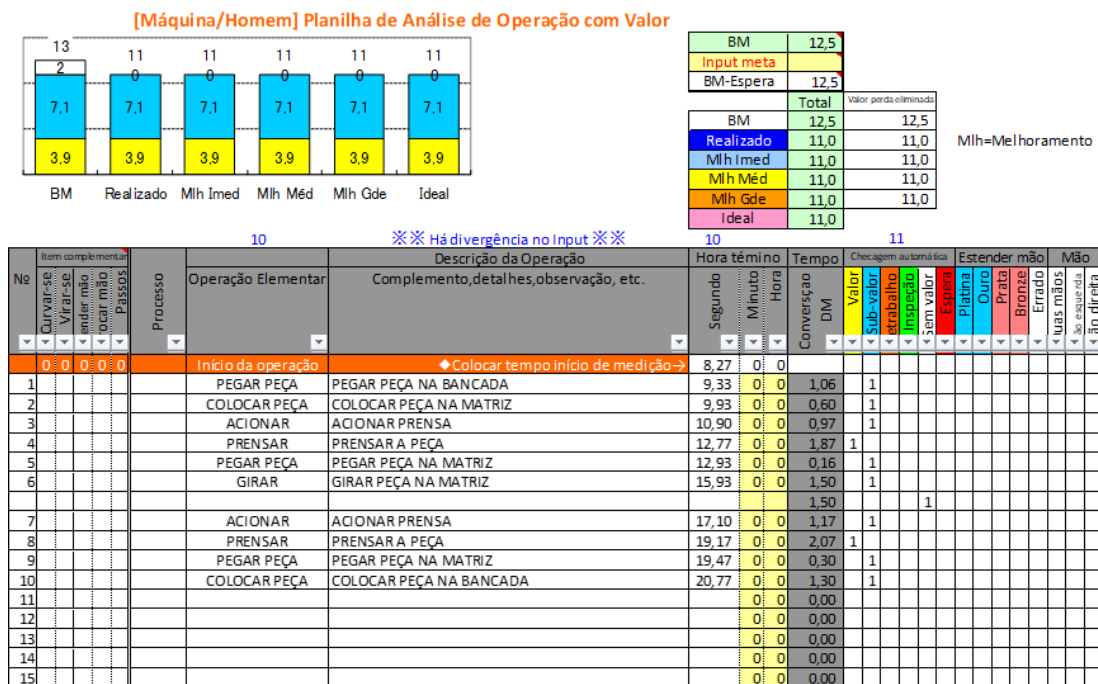 [Máquina/Homem] Planilha de Análise de Operação com Valor
13 11 11 11 11 11
2 0 0 0 0 0
7,1 7,1 7,1 7,1 7,1 7,1
3,9 3,9 3,9 3,9 3,9 3,9
BM Realizado Mlh Imed Mlh Méd Mlh Gde Ideal
BM 12,5
Input meta
BM-Espera 12,5
Total Valor perda eliminada
BM 12,5 12,5
Realizado 11,0 11,0
Mlh Imed 11,0 11,0
Mlh Méd 11,0 11,0
Mlh Gde 11,0 11,0
Ideal 11,0
Mlh=Melhoramento
10 ※※ Há divergência no Input ※※ 10 11
Item complementar Descrição da Operação Hora témino Tempo Checagem automática Estender mão Mão
Nº Curvar-se Virar-se ender mão rocar mão Passos Processo Operação Elementar Complemento,detalhes,observação, etc. Segundo Minuto Hora Conversçao DM Valor Sub-valor etrabalho Inspeção Sem valor Espera Platina Ouro Prata Bronze Errado uas mãos ão esquerda ão direita
0 0 0 0 0 Início da operação ◆Colocar tempo início de medição→ 8,27 0 0
1 PEGAR PEÇA PEGAR PEÇA NA BANCADA 9,33 0 0 1,06 1
2 COLOCAR PEÇA COLOCAR PEÇA NA MATRIZ 9,93 0 0 0,60 1
3 ACIONAR ACIONAR PRENSA 10,90 0 0 0,97 1
4 PRENSAR PRENSAR A PEÇA 12,77 0 0 1,87 1
5 PEGAR PEÇA PEGAR PEÇA NA MATRIZ 12,93 0 0 0,16 1
6 GIRAR GIRAR PEÇA NA MATRIZ 15,93 0 0 1,50 1
1,50 1
7 ACIONAR ACIONAR PRENSA 17,10 0 0 1,17 1
8 PRENSAR PRENSAR A PEÇA 19,17 0 0 2,07 1
9 PEGAR PEÇA PEGAR PEÇA NA MATRIZ 19,47 0 0 0,30 1
10 COLOCAR PEÇA COLOCAR PEÇA NA BANCADA 20,77 0 0 1,30 1
11 0 0 0,00
12 0 0 0,00
13 0 0 0,00
14 0 0 0,00
15 0 0 0,00